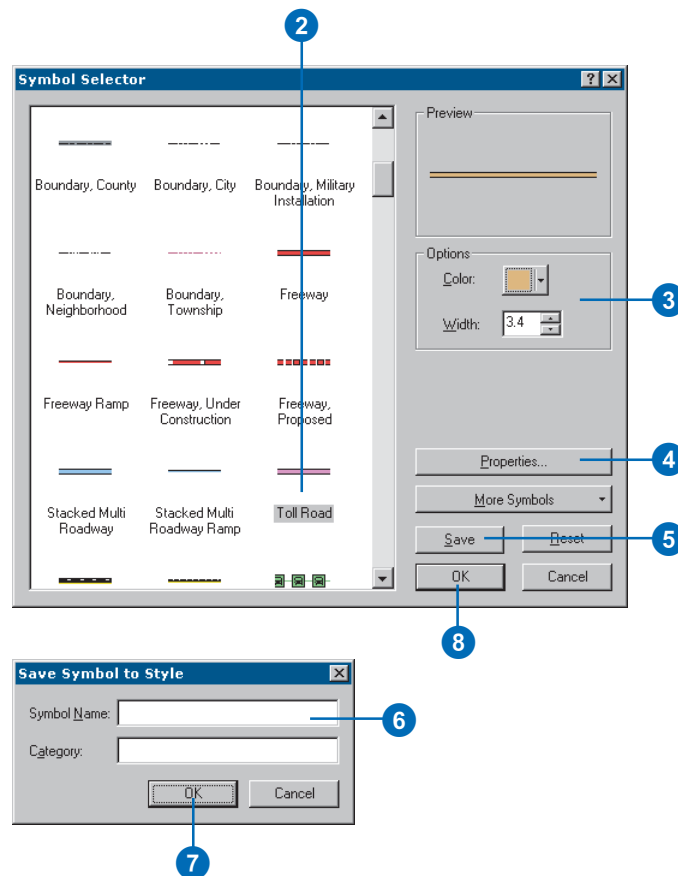 2
Symbol Selector
Preview
Boundary, County
Boundary, City
Boundary, Military
Installation
Options
Color:
3
Boundary,
Neighborhood
Boundary,
Township
Freeway
Width: 3.4
Freeway Ramp
Freeway, Under
Construction
Freeway,
Proposed
Properties...
4
More Symbols
Stacked Multi
Roadway
Stacked Multi
Roadway Ramp
Toll Road
Save
Reset
5
OK
Cancel
8
Save Symbol to Style
Symbol Name:
6
Category:
OK
Cancel
7